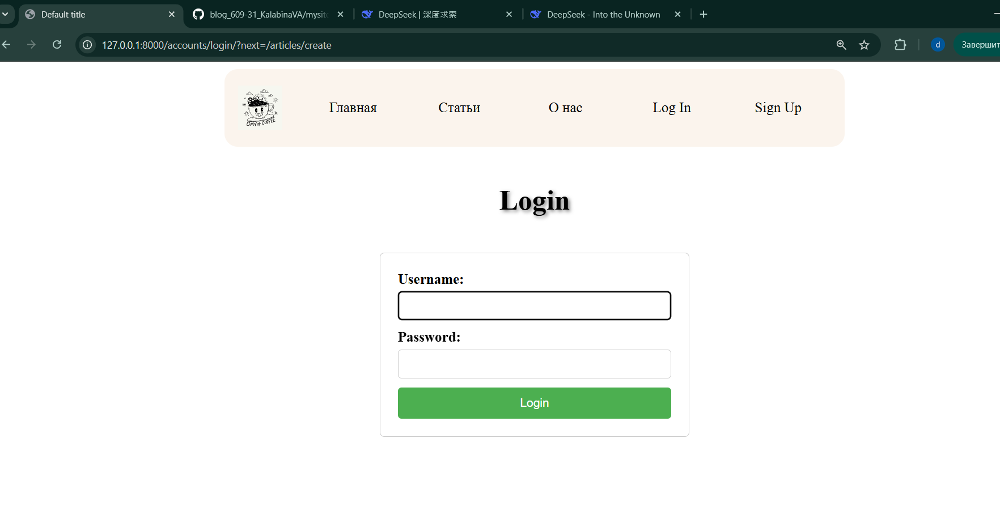 Default title
blog_609-31_KalabinaVA/mysite
DeepSeek | 深度求索
DeepSeek - Into the Unknown
127.0.0.1:8000/accounts/login/?next=/articles/create
d
Завершит
DAY of COFFEE
Главная
Статьи
О нас
Log In
Sign Up
Login
Username:
Password:
Login